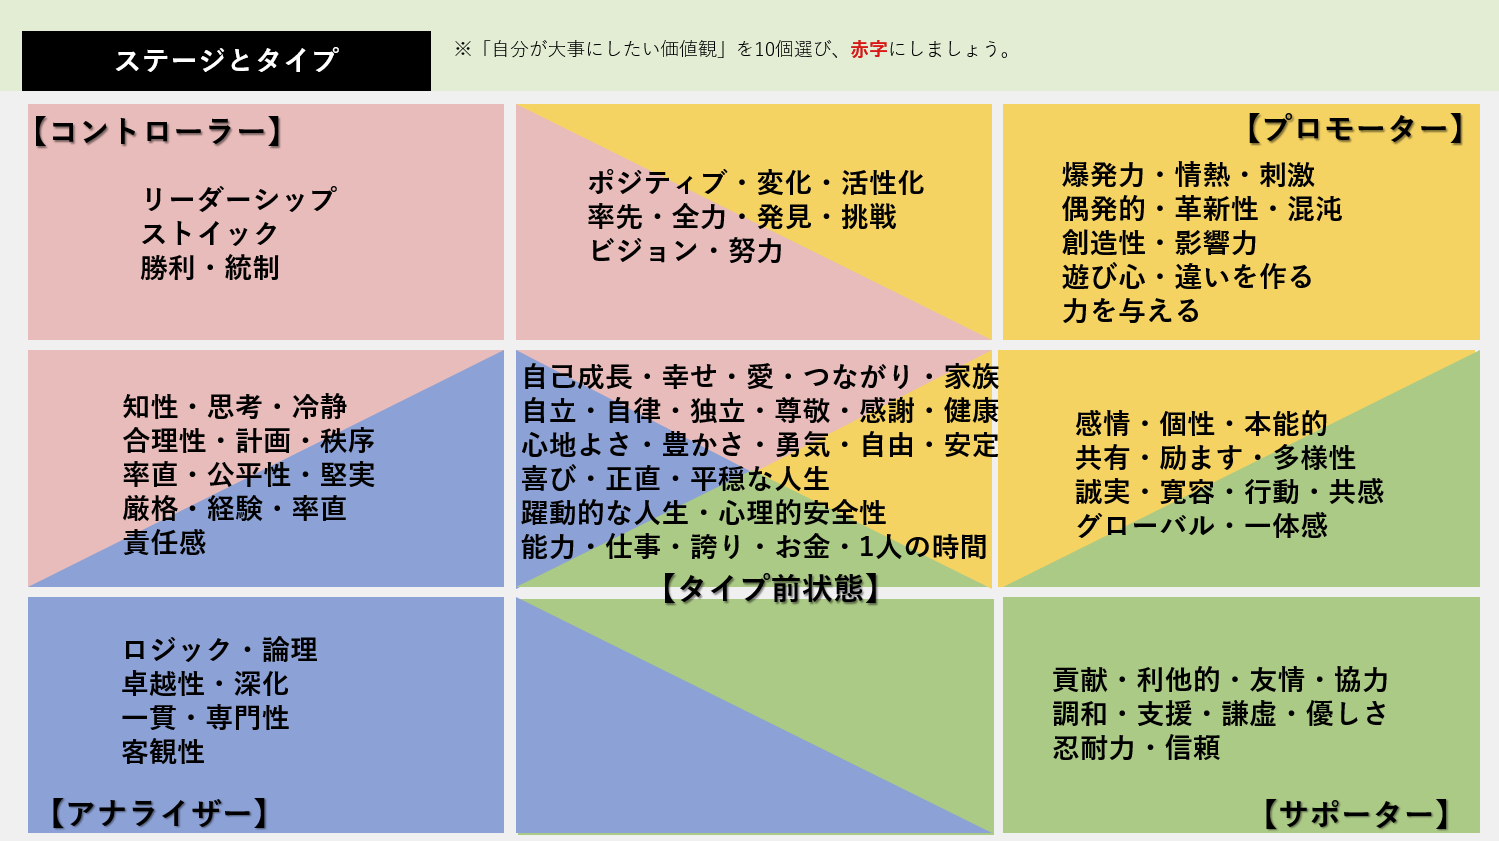 ステージとタイプ
※「自分が大事にしたい価値観」を10個選び、赤字にしましょう。
【コントローラー】
リーダーシップ
ストイック
勝利・統制
ポジティブ・変化・活性化
率先・全力・発見・挑戦
ビジョン・努力
【プロモーター】
爆発力・情熱・刺激
偶発的・革新性・混沌
創造性・影響力
遊び心・違いを作る
力を与える
知性・思考・冷静
合理性・計画・秩序
率直・公平性・堅実
厳格・経験・率直
責任感
自己成長・幸せ・愛・つながり・家族
自立・自律・独立・尊敬・感謝・健康
心地よさ・豊かさ・勇気・自由・安定
喜び・正直・平穏な人生
躍動的な人生・心理的安全性
能力・仕事・誇り・お金・1人の時間
【タイプ前状態】
感情・個性・本能的
共有・励ます・多様性
誠実・寛容・行動・共感
グローバル・一体感
ロジック・論理
卓越性・深化
一貫・専門性
客観性
【アナライザー】
貢献・利他的・友情・協力
調和・支援・謙虚・優しさ
忍耐力・信頼
【サポーター】